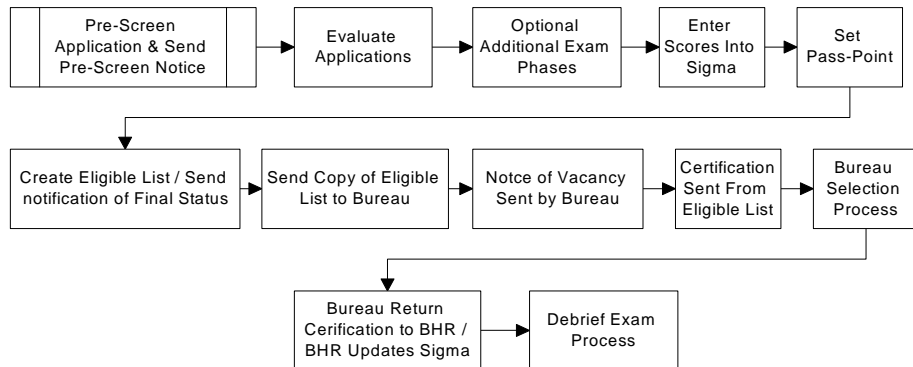 Pre-Screen
Application & Send
Pre-Screen Notice
Evaluate
Applications
Optional
Additional Exam
Phases
Enter
Scores Into
Sigma
Set
Pass-Point
Create Eligible List / Send
notification of Final Status
Send Copy of Eligible
List to Bureau
Notce of Vacancy
Sent by Bureau
Certification
Sent From
Eligible List
Bureau
Selection
Process
Bureau Return
Cerification to BHR /
BHR Updates Sigma
Debrief Exam
Process